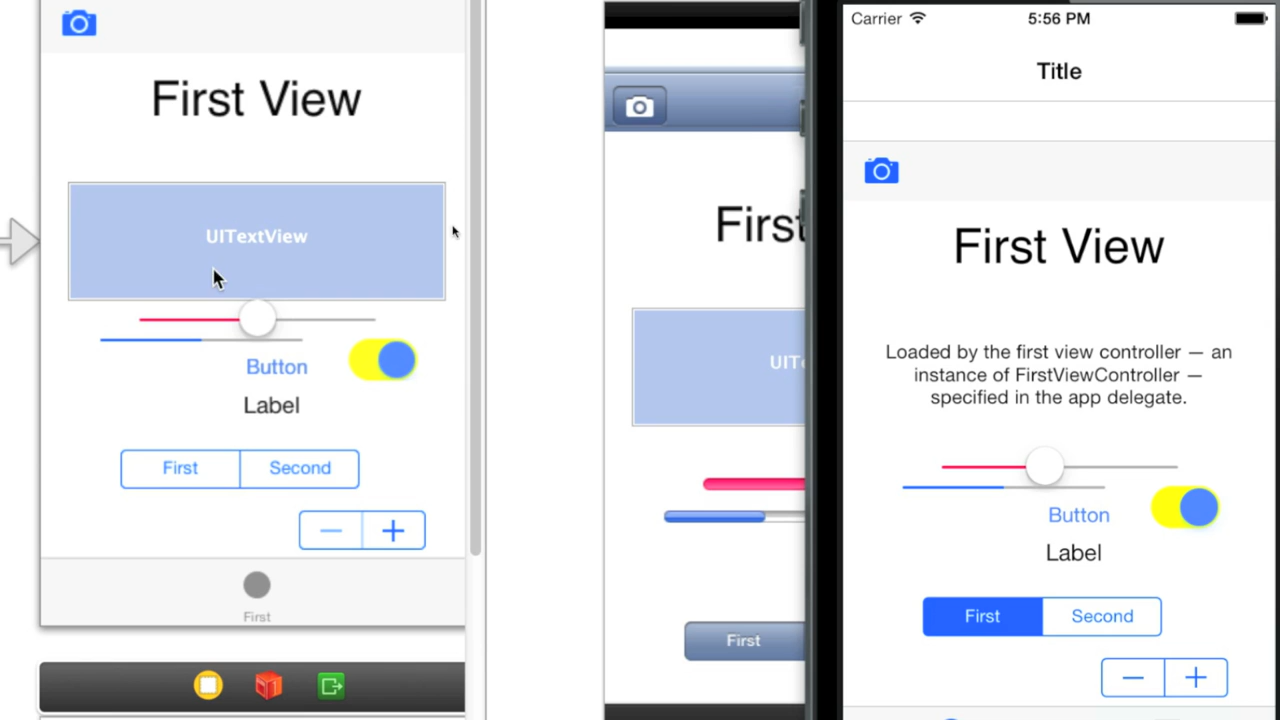 First View
UITextView
Button
Label
First Second
First
First
First
Carrier 5:56 PM
Title
First View
Loaded by the first view controller — an
instance of FirstViewController —
specified in the app delegate.
Button
Label
First Second